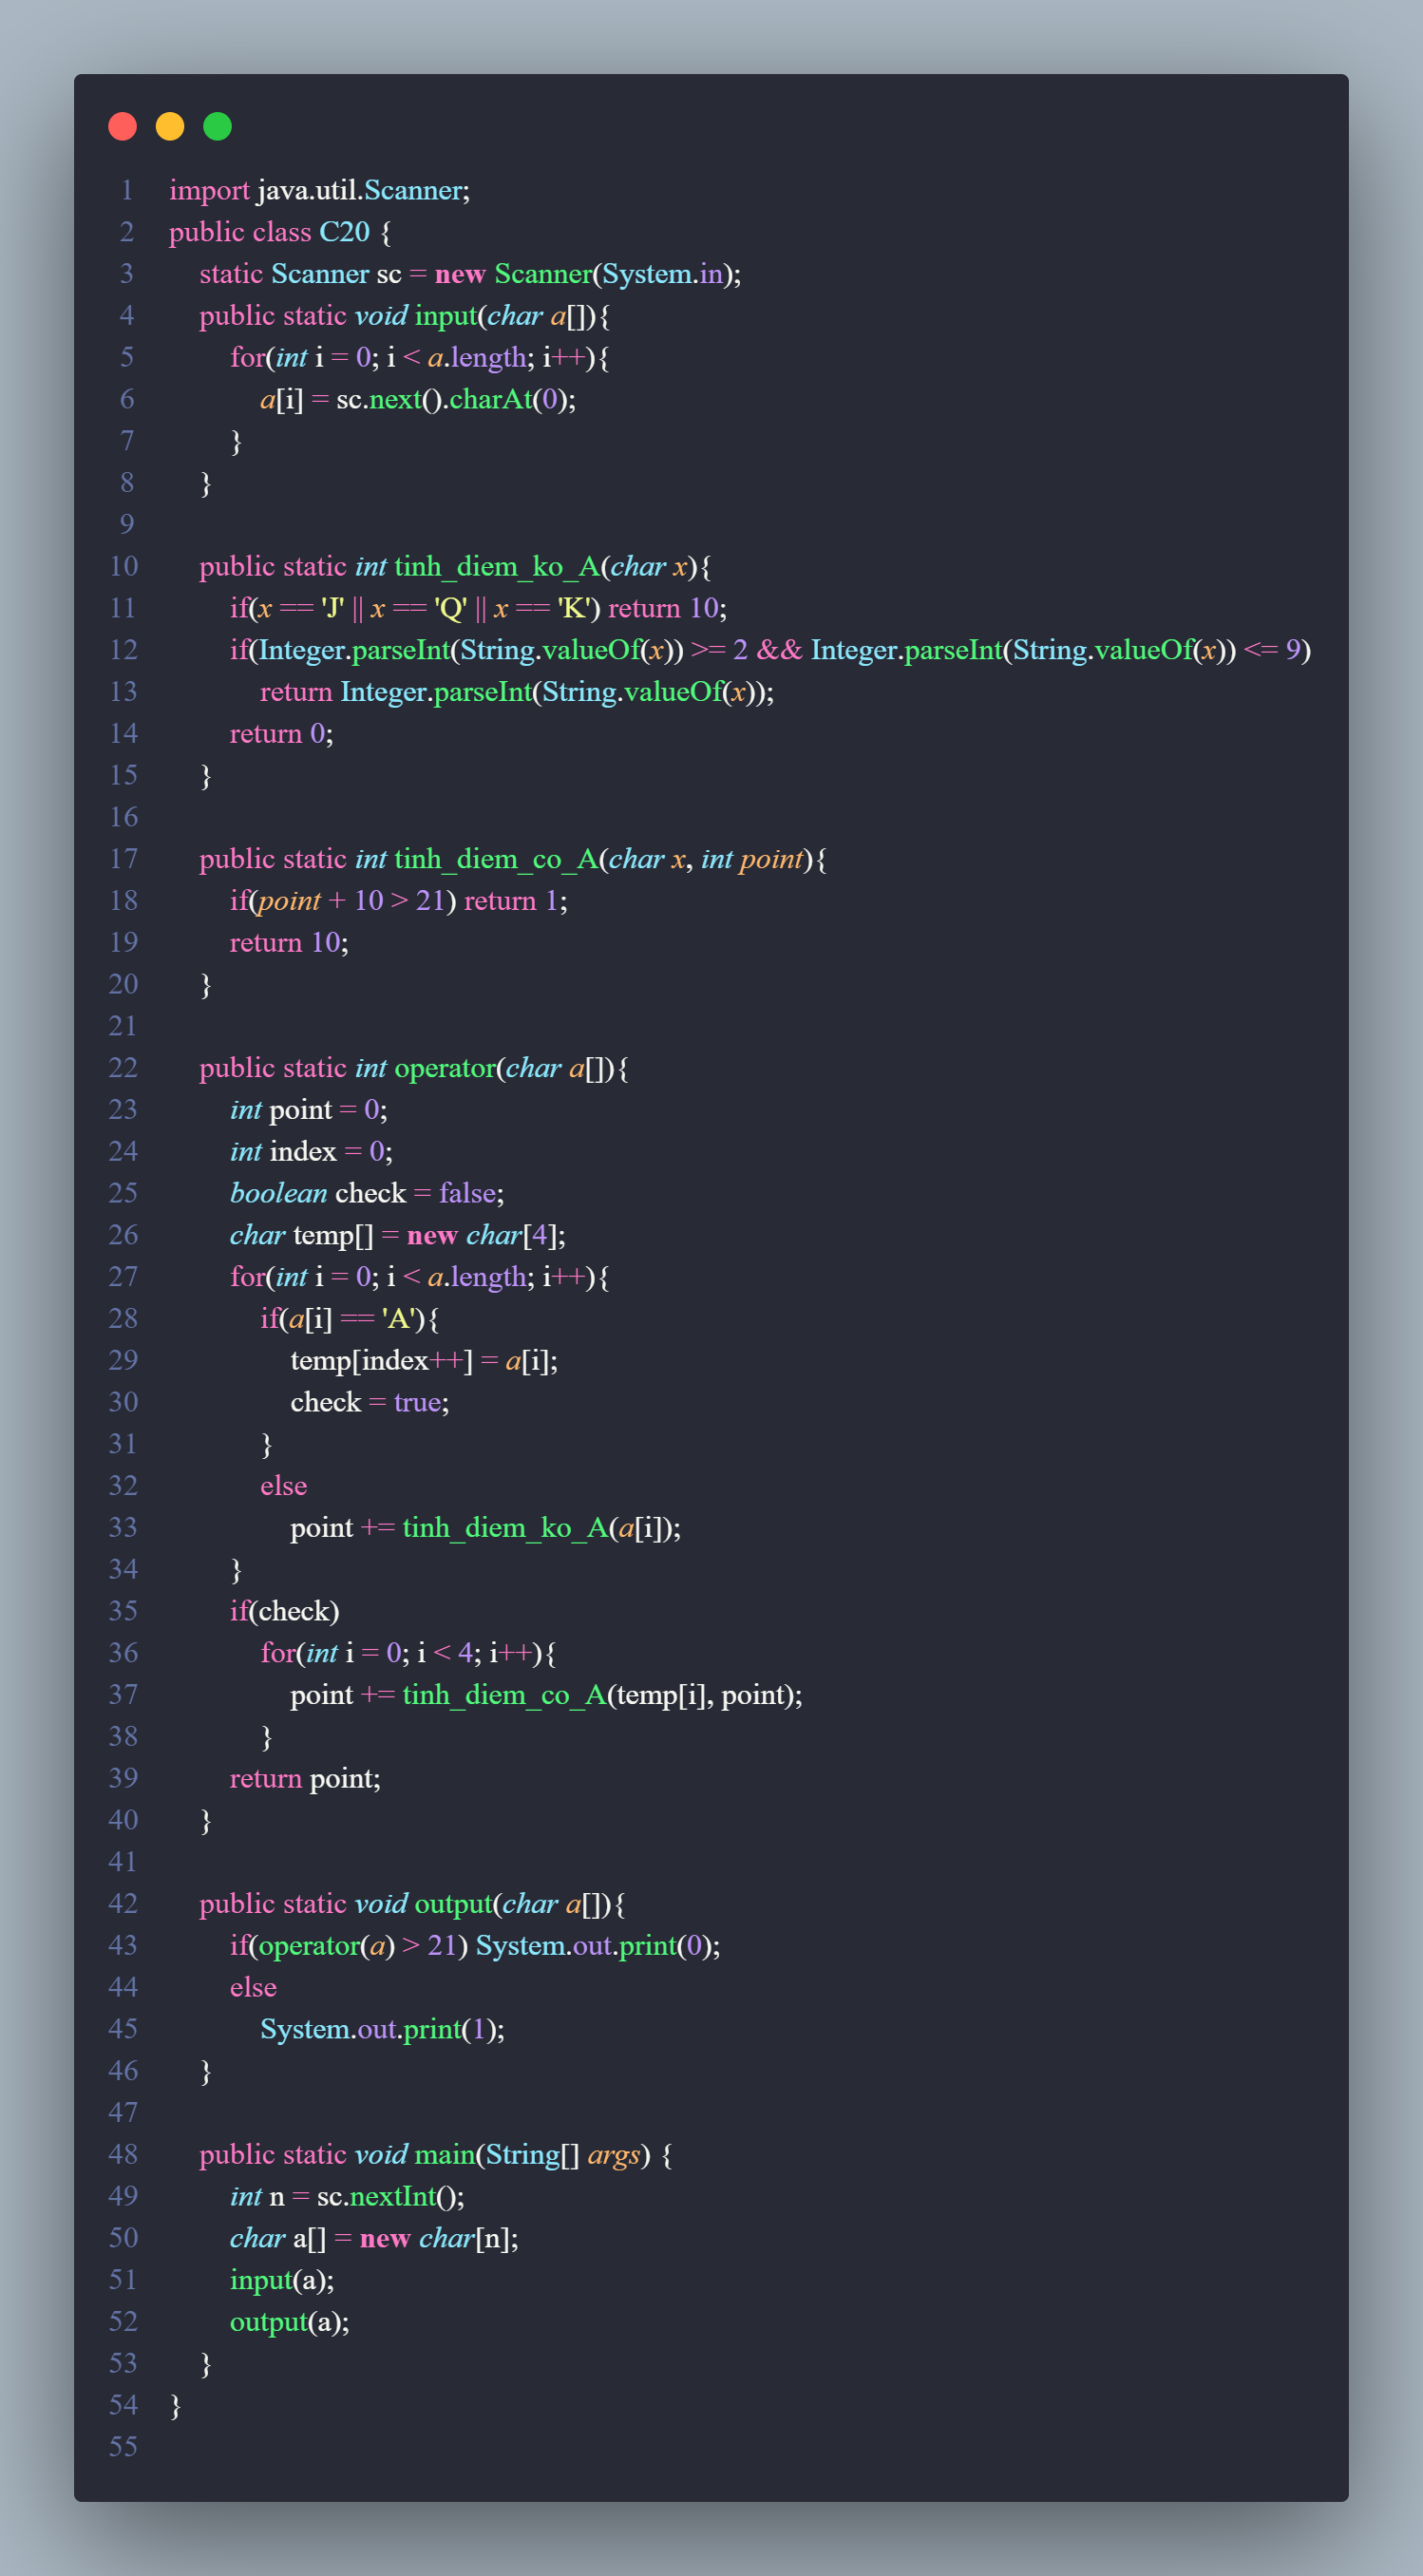 1 import java.util.Scanner;
2 public class C20 {
3     static Scanner sc = new Scanner(System.in);
4     public static void input(char a[]){
5         for(int i = 0; i < a.length; i++){
6             a[i] = sc.next().charAt(0);
7         }
8     }
9
10     public static int tinh_diem_ko_A(char x){
11         if(x == 'J' || x == 'Q' || x == 'K') return 10;
12         if(Integer.parseInt(String.valueOf(x)) >= 2 && Integer.parseInt(String.valueOf(x)) <= 9)
13             return Integer.parseInt(String.valueOf(x));
14         return 0;
15     }
16
17     public static int tinh_diem_co_A(char x, int point){
18         if(point + 10 > 21) return 1;
19         return 10;
20     }
21
22     public static int operator(char a[]){
23         int point = 0;
24         int index = 0;
25         boolean check = false;
26         char temp[] = new char[4];
27         for(int i = 0; i < a.length; i++){
28             if(a[i] == 'A'){
29                 temp[index++] = a[i];
30                 check = true;
31             }
32             else
33                 point += tinh_diem_ko_A(a[i]);
34         }
35         if(check)
36             for(int i = 0; i < 4; i++){
37                 point += tinh_diem_co_A(temp[i], point);
38             }
39         return point;
40     }
41
42     public static void output(char a[]){
43         if(operator(a) > 21) System.out.print(0);
44         else
45             System.out.print(1);
46     }
47
48     public static void main(String[] args) {
49         int n = sc.nextInt();
50         char a[] = new char[n];
51         input(a);
52         output(a);
53     }
54 }
55